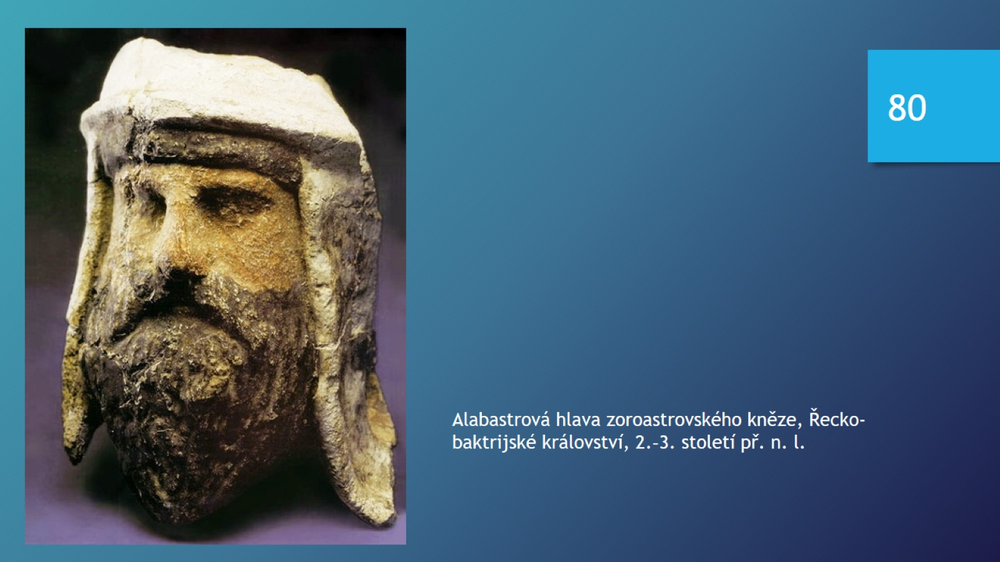 80
Alabastrová hlava zoroastrovského kněze, Řecko-
baktrijské království, 2.-3. století př. n. l.